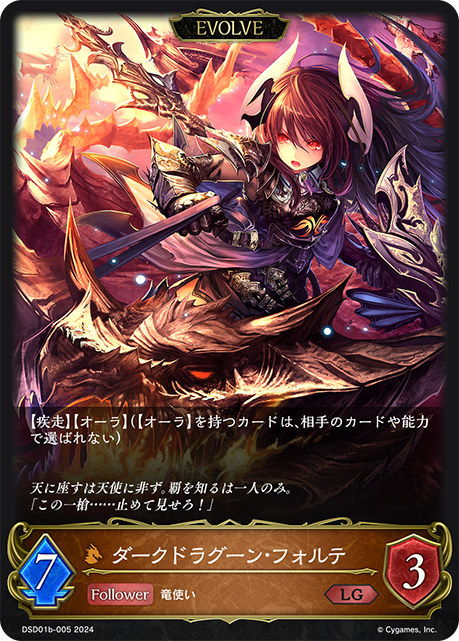 EVOLVE
【疾走】【オーラ】(【オーラ】を持つカードは、相手のカードや能力
で選ばれない)
天に座すは天使に非ず。覇を知るは一人のみ。
「この一槍……止めて見せろ！」
ダークドラグーン・フォルテ
7
Follower 竜使い LG
3
DSD01b-005 2024 © Cygames, Inc.